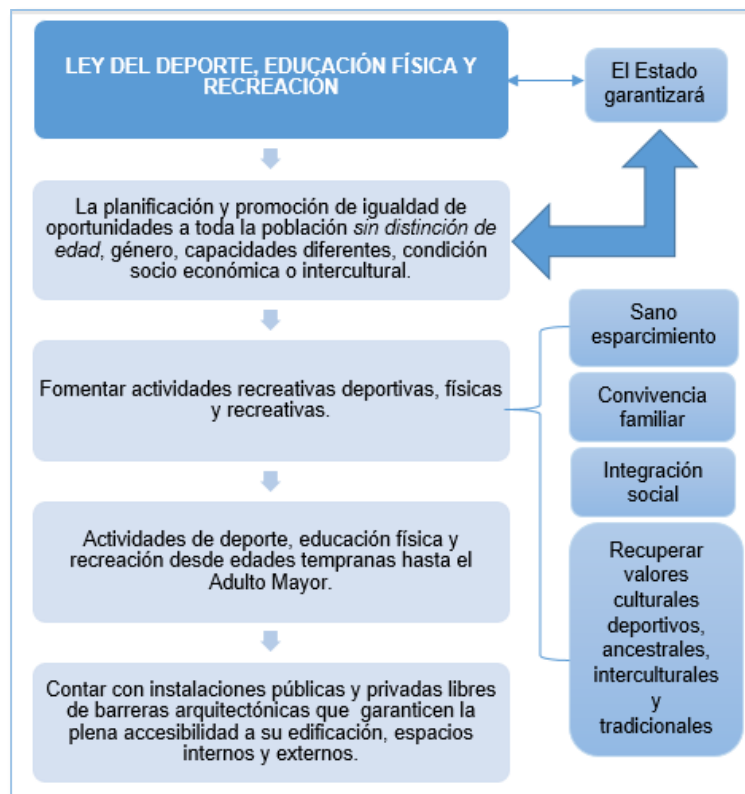 LEY DEL DEPORTE, EDUCACIÓN FÍSICA Y
RECREACIÓN
El Estado
garantizará
La planificación y promoción de igualdad de
oportunidades a toda la población sin distinción de
edad, género, capacidades diferentes, condición
socio económica o intercultural.
Fomentar actividades recreativas deportivas, físicas
y recreativas.
Sano
esparcimiento
Convivencia
familiar
Integración
social
Recuperar
valores
culturales
deportivos,
ancestrales,
interculturales
y
tradicionales
Actividades de deporte, educación física y
recreación desde edades tempranas hasta el
Adulto Mayor.
Contar con instalaciones públicas y privadas libres
de barreras arquitectónicas que garanticen la
plena accesibilidad a su edificación, espacios
internos y externos.